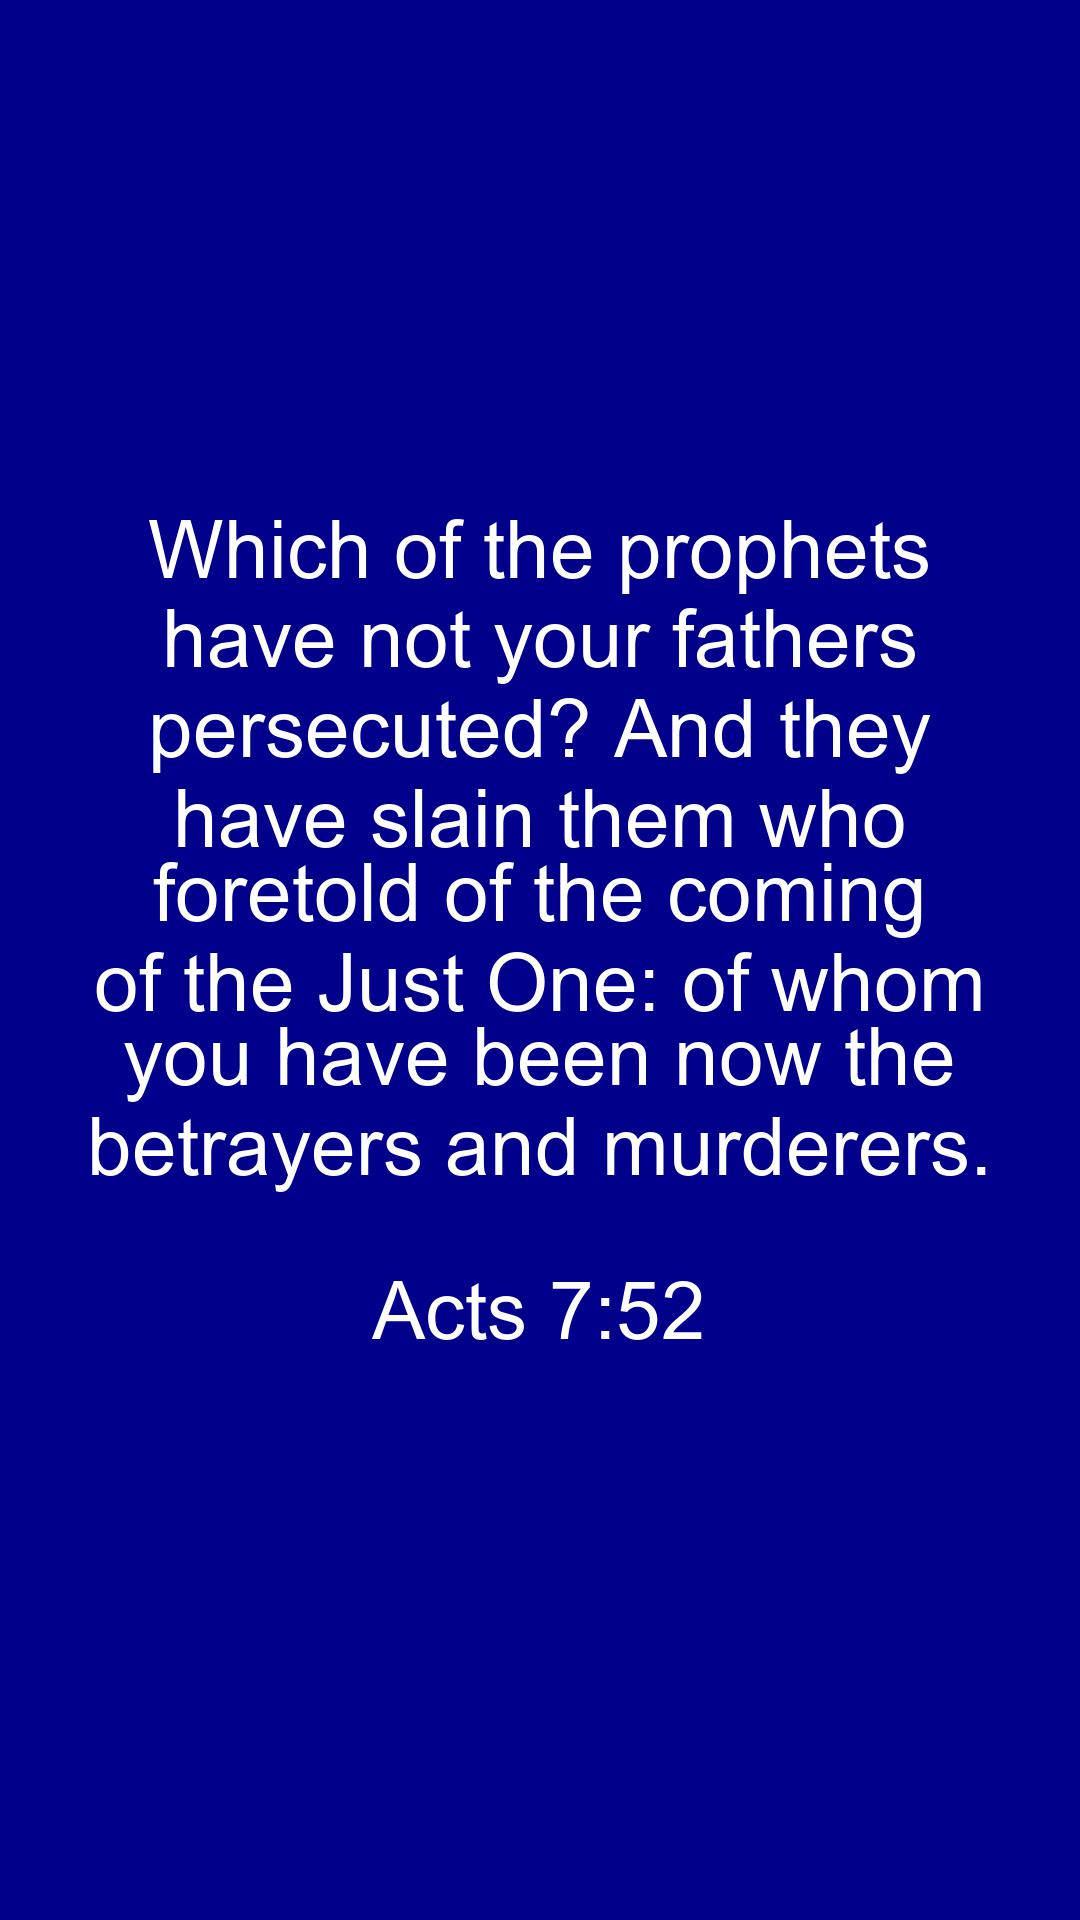 Which of the prophets
have not your fathers
persecuted? And they
have slain them who
foretold of the coming
of the Just One: of whom
you have been now the
betrayers and murderers.
Acts 7:52